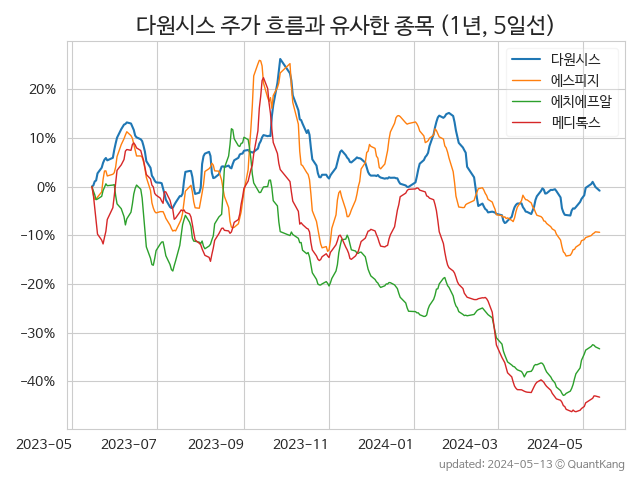 다원시스 주가 흐름과 유사한 종목 (1년, 5일선)
다원시스
에스피지
에치에프알
메디톡스
20%
10%
0%
−10%
−20%
−30%
−40%
2023-05 2023-07 2023-09 2023-11 2024-01 2024-03 2024-05
updated: 2024-05-13 ⓒ QuantKang